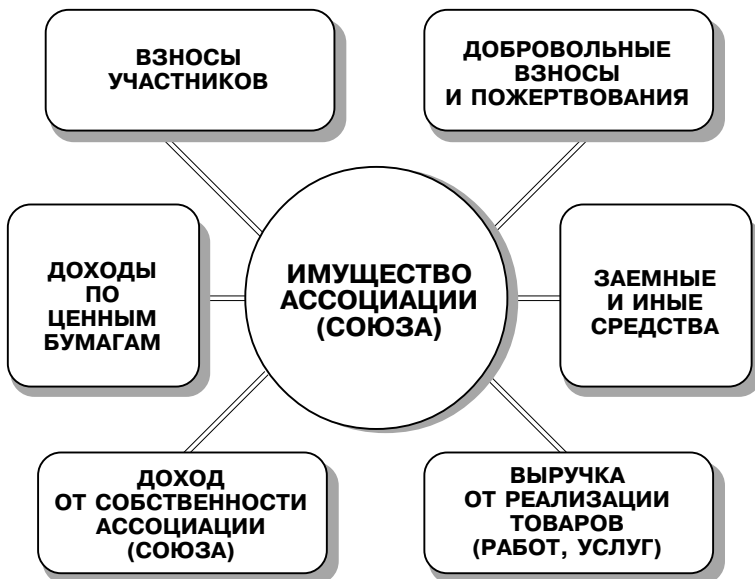 ВЗНОСЫ
УЧАСТНИКОВ
ДОБРОВОЛЬНЫЕ
ВЗНОСЫ
И ПОЖЕРТВОВАНИЯ
ДОХОДЫ
ПО
ЦЕННЫМ
БУМАГАМ
ИМУЩЕСТВО
АССОЦИАЦИИ
(СОЮЗА)
ЗАЕМНЫЕ
И ИНЫЕ
СРЕДСТВА
ДОХОД
ОТ СОБСТВЕННОСТИ
АССОЦИАЦИИ
(СОЮЗА)
ВЫРУЧКА
ОТ РЕАЛИЗАЦИИ
ТОВАРОВ
(РАБОТ, УСЛУГ)